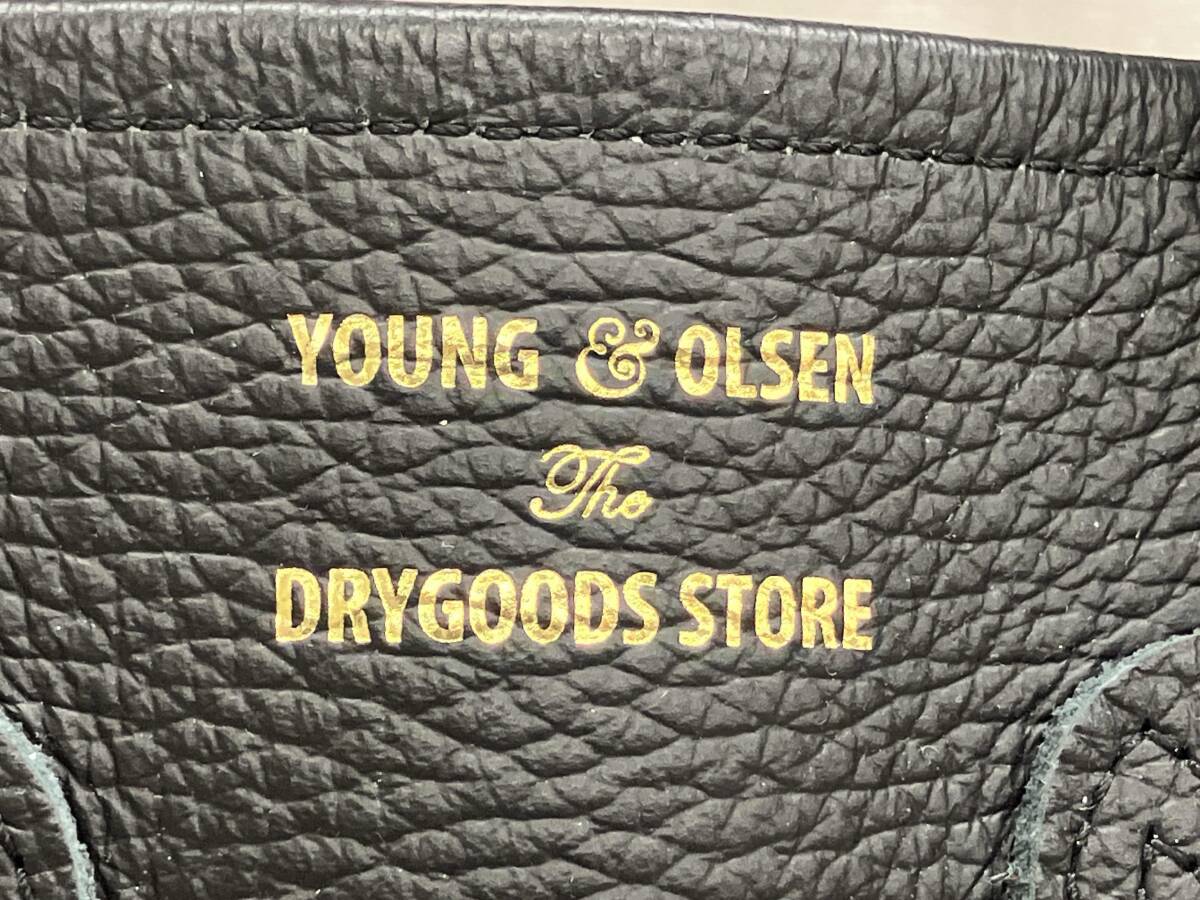 YOUNG & OLSEN
The
DRYGOODS STORE